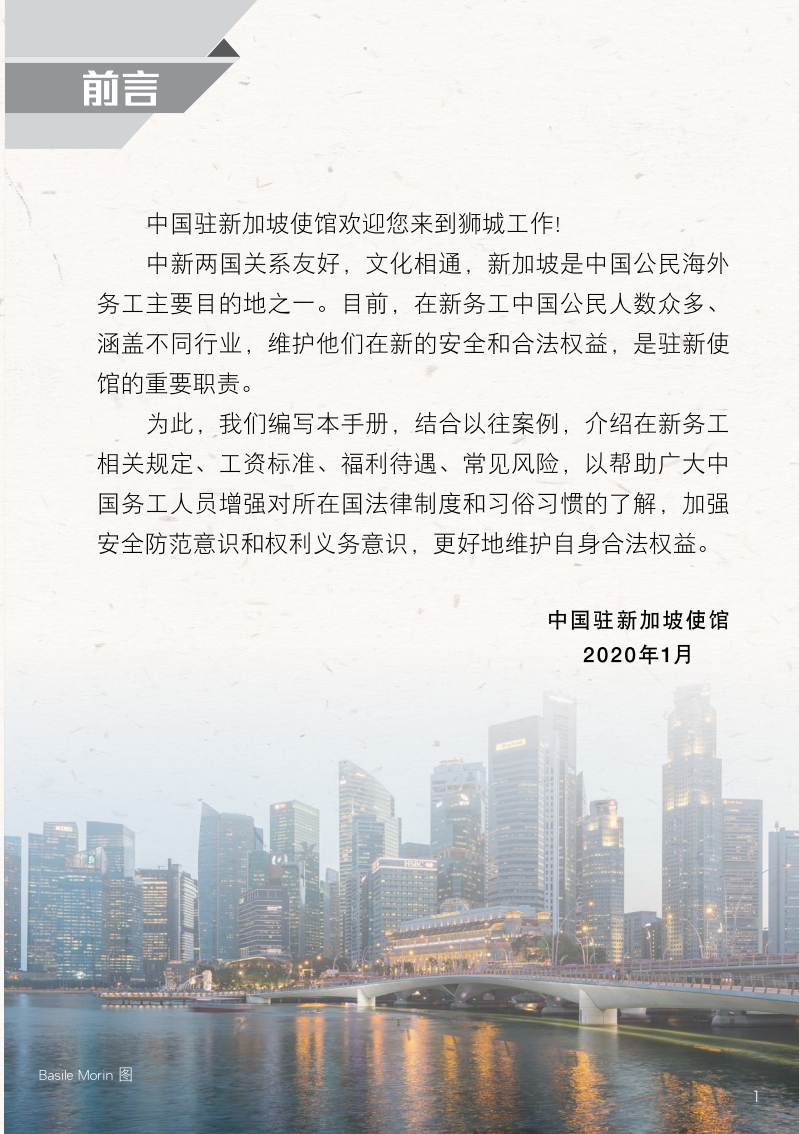 前言
中国驻新加坡使馆欢迎您来到狮城工作!
中新两国关系友好，文化相通，新加坡是中国公民海外
务工主要目的地之一。目前，在新务工中国公民人数众多、
涵盖不同行业，维护他们在新的安全和合法权益，是驻新使
馆的重要职责。
为此，我们编写本手册，结合以往案例，介绍在新务工
相关规定、工资标准、福利待遇、常见风险，以帮助广大中
国务工人员增强对所在国法律制度和习俗习惯的了解，加强
安全防范意识和权利义务意识，更好地维护自身合法权益。
中国驻新加坡使馆
2020年1月
HSBC
Basile Morin 图
1